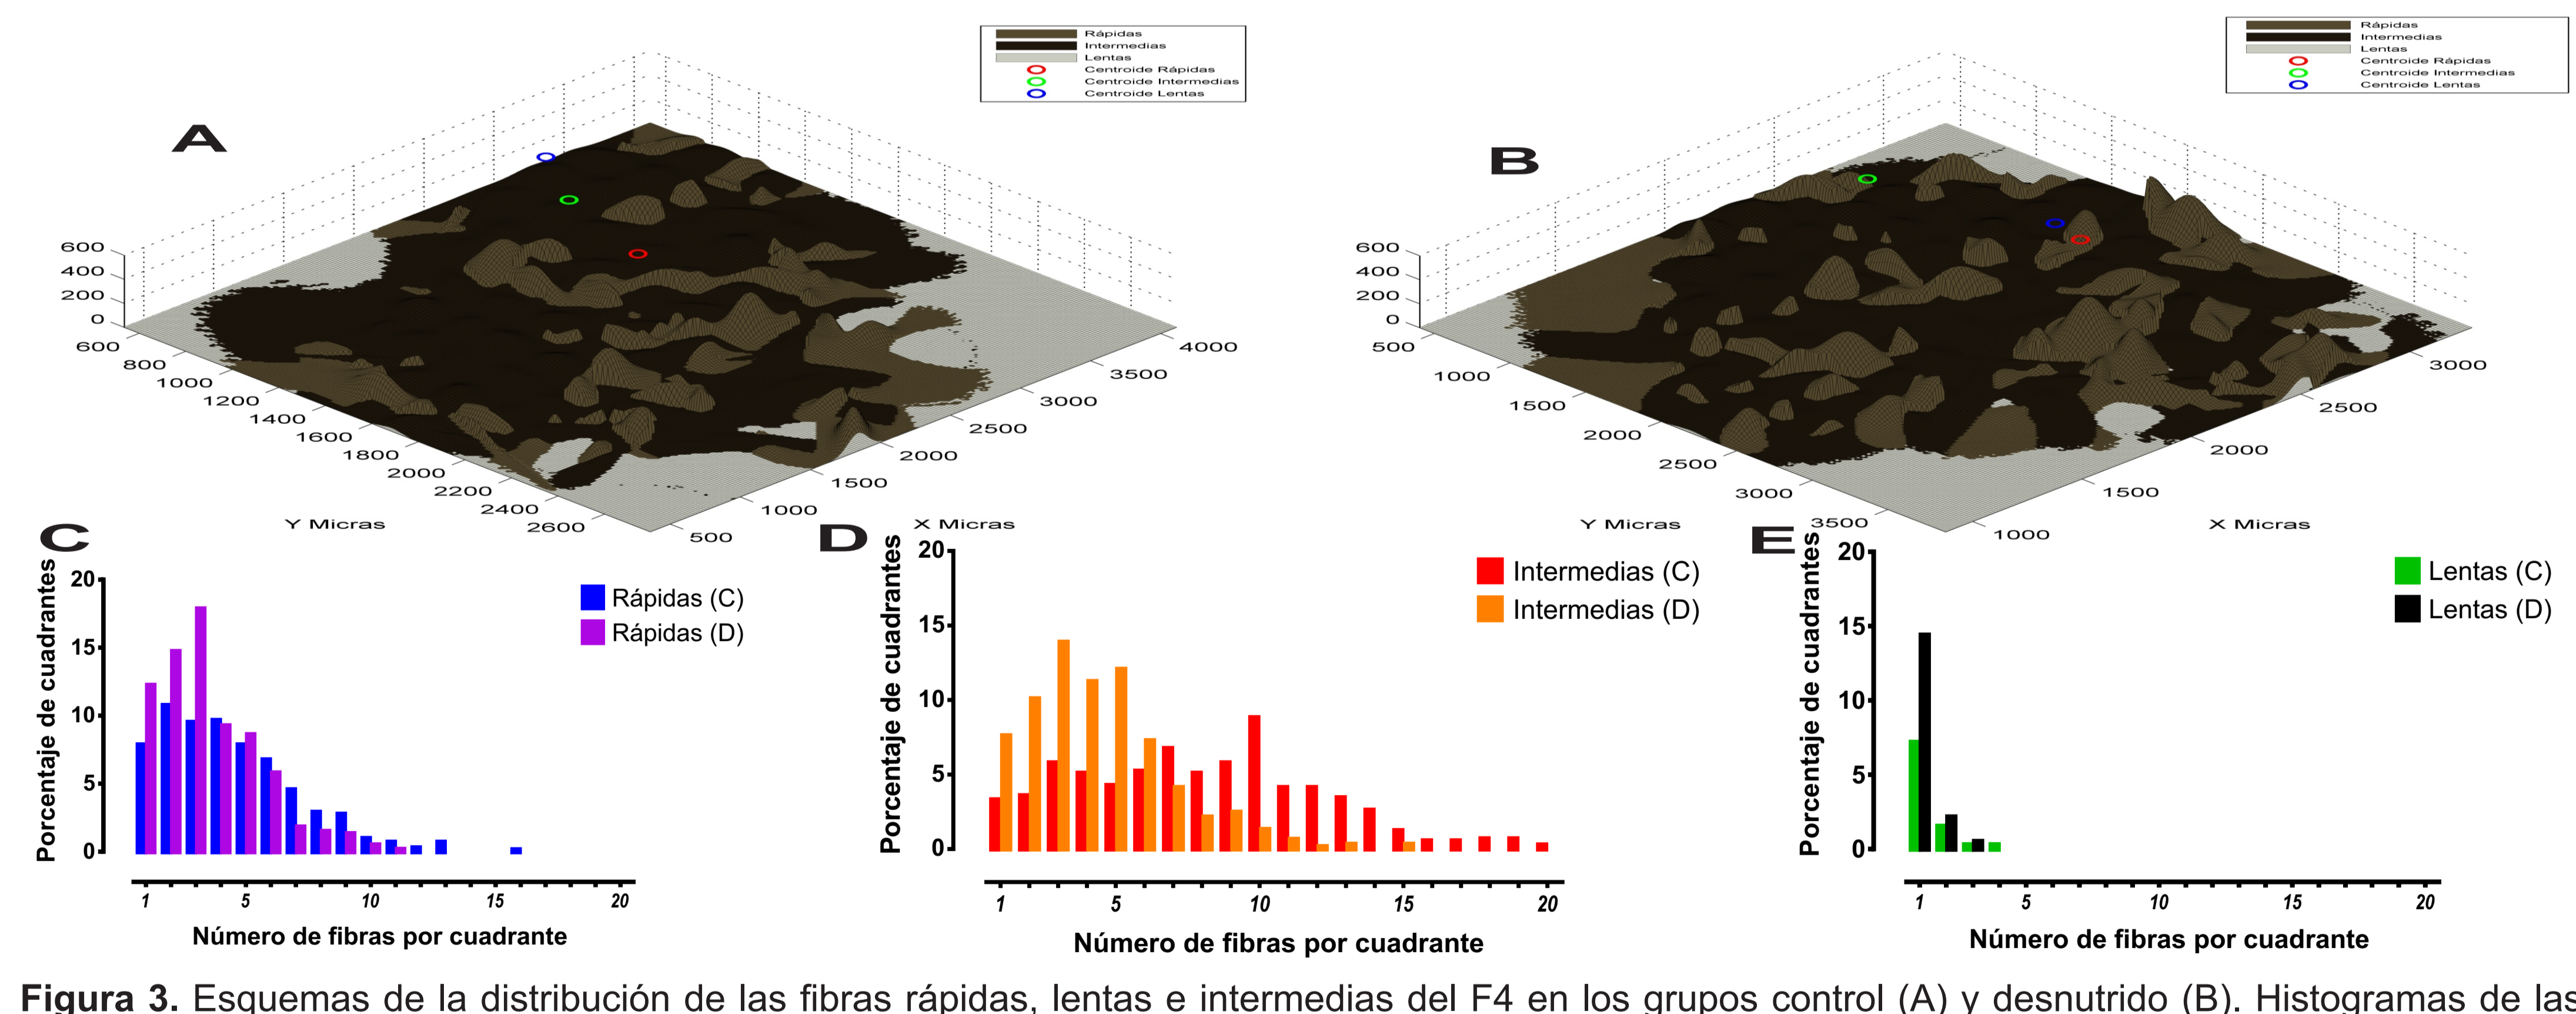 A
Rápidas
Intermedias
Lentas
Centroide Rápidas
Centroide Intermedias
Centroide Lentas
600
400
200
0
600
800
1000
1200
1400
1600
1800
2000
2200
2400
2600
Y Micras
500
1000
1500
2000
2500
3000
3500
4000
X Micras
B
Rápidas
Intermedias
Lentas
Centroide Rápidas
Centroide Intermedias
Centroide Lentas
600
400
200
0
500
1000
1500
2000
2500
3000
3500
Y Micras
1000
1500
2000
2500
3000
X Micras
C
Porcentaje de cuadrantes
20
15
10
5
0
Rápidas (C)
Rápidas (D)
1 5 10 15 20
Número de fibras por cuadrante
D
Porcentaje de cuadrantes
20
15
10
5
0
Intermedias (C)
Intermedias (D)
1 5 10 15 20
Número de fibras por cuadrante
E
Porcentaje de cuadrantes
20
15
10
5
0
Lentas (C)
Lentas (D)
1 5 10 15 20
Número de fibras por cuadrante
Figura 3. Esquemas de la distribución de las fibras rápidas, lentas e intermedias del F4 en los grupos control (A) y desnutrido (B). Histogramas de las